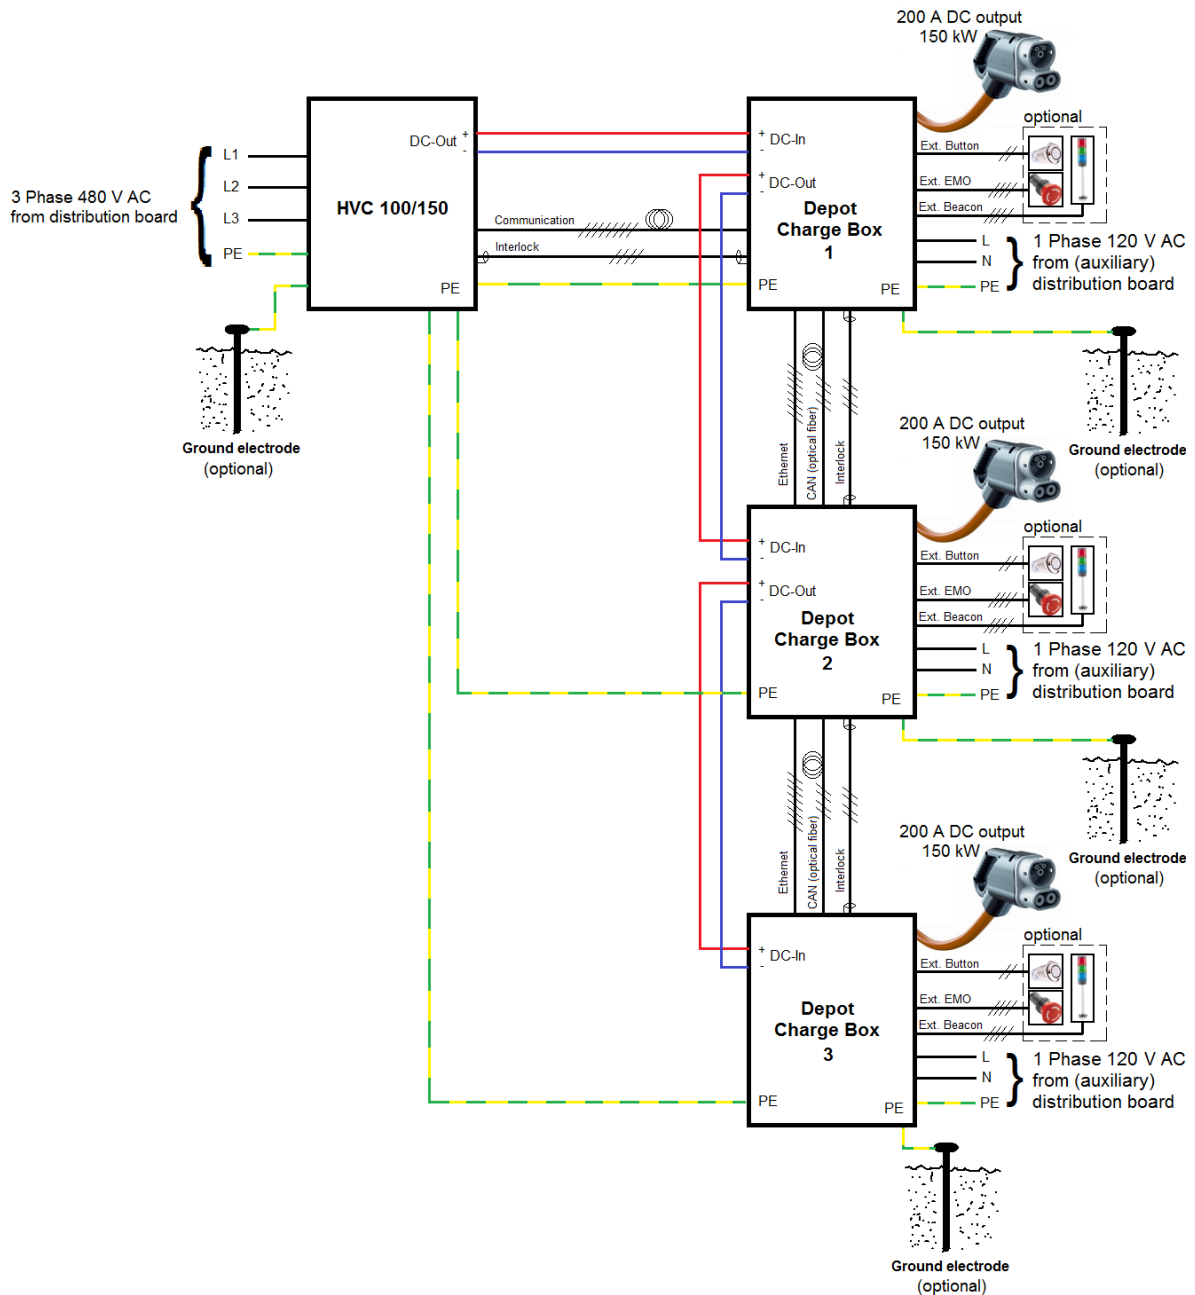 200 A DC output
150 kW
optional
DC-Out
+
-
+
-
DC-In
Ext. Button
L1
+
-
DC-Out
Ext. EMO
3 Phase 480 V AC
from distribution board
L2
HVC 100/150
Depot
Charge Box
1
Ext. Beacon
L3
Communication
L
N
PE
1 Phase 120 V AC
from (auxiliary)
distribution board
PE
Interlock
PE
PE
PE
Ground electrode
(optional)
Ethernet
CAN (optical fiber)
Interlock
Ground electrode
(optional)
200 A DC output
150 kW
optional
+
-
DC-In
Ext. Button
+
-
DC-Out
Ext. EMO
Depot
Charge Box
2
Ext. Beacon
L
N
PE
1 Phase 120 V AC
from (auxiliary)
distribution board
PE
PE
Ethernet
CAN (optical fiber)
Interlock
Ground electrode
(optional)
200 A DC output
150 kW
optional
+
-
DC-In
Ext. Button
Ext. EMO
Depot
Charge Box
3
Ext. Beacon
L
N
PE
1 Phase 120 V AC
from (auxiliary)
distribution board
PE
PE
Ground electrode
(optional)